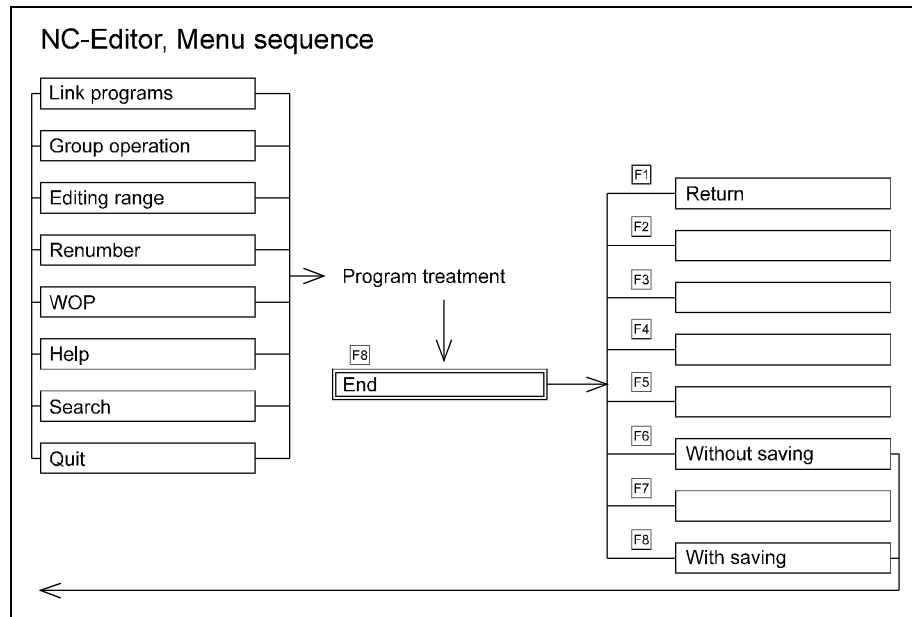 NC-Editor, Menu sequence
Link programs
Group operation
Editing range
Renumber
WOP
Help
Search
Quit
Program treatment
F8
End
F1
Return
F2
F3
F4
F5
F6
Without saving
F7
F8
With saving